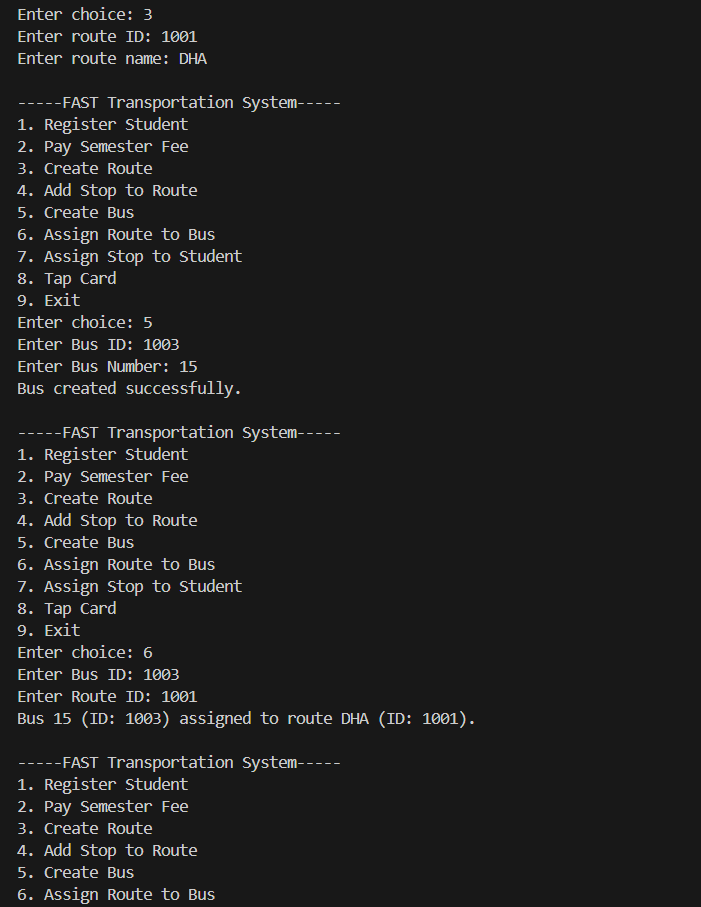 Enter choice: 3
Enter route ID: 1001
Enter route name: DHA
-----FAST Transportation System-----
1. Register Student
2. Pay Semester Fee
3. Create Route
4. Add Stop to Route
5. Create Bus
6. Assign Route to Bus
7. Assign Stop to Student
8. Tap Card
9. Exit
Enter choice: 5
Enter Bus ID: 1003
Enter Bus Number: 15
Bus created successfully.
-----FAST Transportation System-----
1. Register Student
2. Pay Semester Fee
3. Create Route
4. Add Stop to Route
5. Create Bus
6. Assign Route to Bus
7. Assign Stop to Student
8. Tap Card
9. Exit
Enter choice: 6
Enter Bus ID: 1003
Enter Route ID: 1001
Bus 15 (ID: 1003) assigned to route DHA (ID: 1001).
-----FAST Transportation System-----
1. Register Student
2. Pay Semester Fee
3. Create Route
4. Add Stop to Route
5. Create Bus
6. Assign Route to Bus